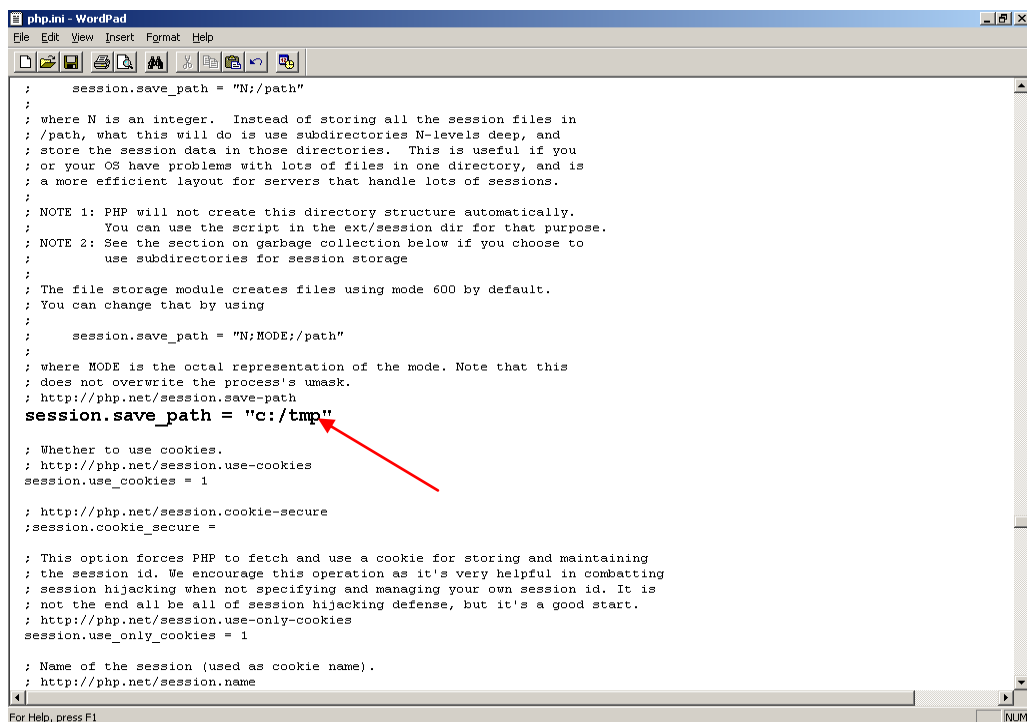 php.ini - WordPad
File Edit View Insert Format Help
;     session.save_path = "N;/path"
;
; where N is an integer.  Instead of storing all the session files in
; /path, what this will do is use subdirectories N-levels deep, and
; store the session data in those directories.  This is useful if you
; or your OS have problems with lots of files in one directory, and is
; a more efficient layout for servers that handle lots of sessions.
;
; NOTE 1: PHP will not create this directory structure automatically.
;         You can use the script in the ext/session dir for that purpose.
; NOTE 2: See the section on garbage collection below if you choose to
;         use subdirectories for session storage
;
; The file storage module creates files using mode 600 by default.
; You can change that by using
;
;     session.save_path = "N;MODE;/path"
;
; where MODE is the octal representation of the mode. Note that this
; does not overwrite the process's umask.
; http://php.net/session.save-path
session.save_path = "c:/tmp"
; Whether to use cookies.
; http://php.net/session.use-cookies
session.use_cookies = 1
; http://php.net/session.cookie-secure
;session.cookie_secure =
; This option forces PHP to fetch and use a cookie for storing and maintaining
; the session id. We encourage this operation as it's very helpful in combatting
; session hijacking when not specifying and managing your own session id. It is
; not the end all be all of session hijacking defense, but it's a good start.
; http://php.net/session.use-only-cookies
session.use_only_cookies = 1
; Name of the session (used as cookie name).
; http://php.net/session.name
For Help, press F1
NUM